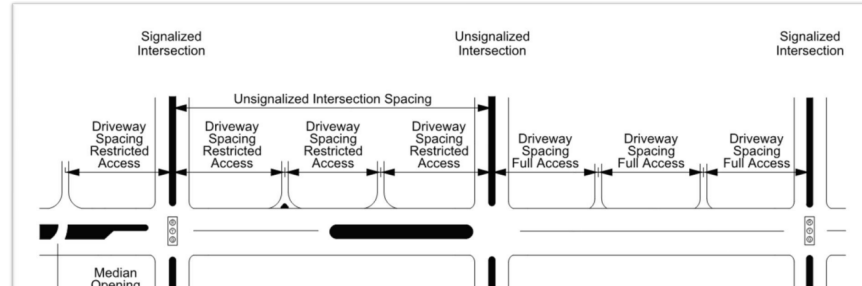 Signalized
Intersection
Unsignalized
Intersection
Signalized
Intersection
Unsignalized Intersection Spacing
Driveway
Spacing
Restricted
Access
Driveway
Spacing
Restricted
Access
Driveway
Spacing
Restricted
Access
Driveway
Spacing
Restricted
Access
Driveway
Spacing
Full Access
Driveway
Spacing
Full Access
Driveway
Spacing
Full Access
Median
Opening